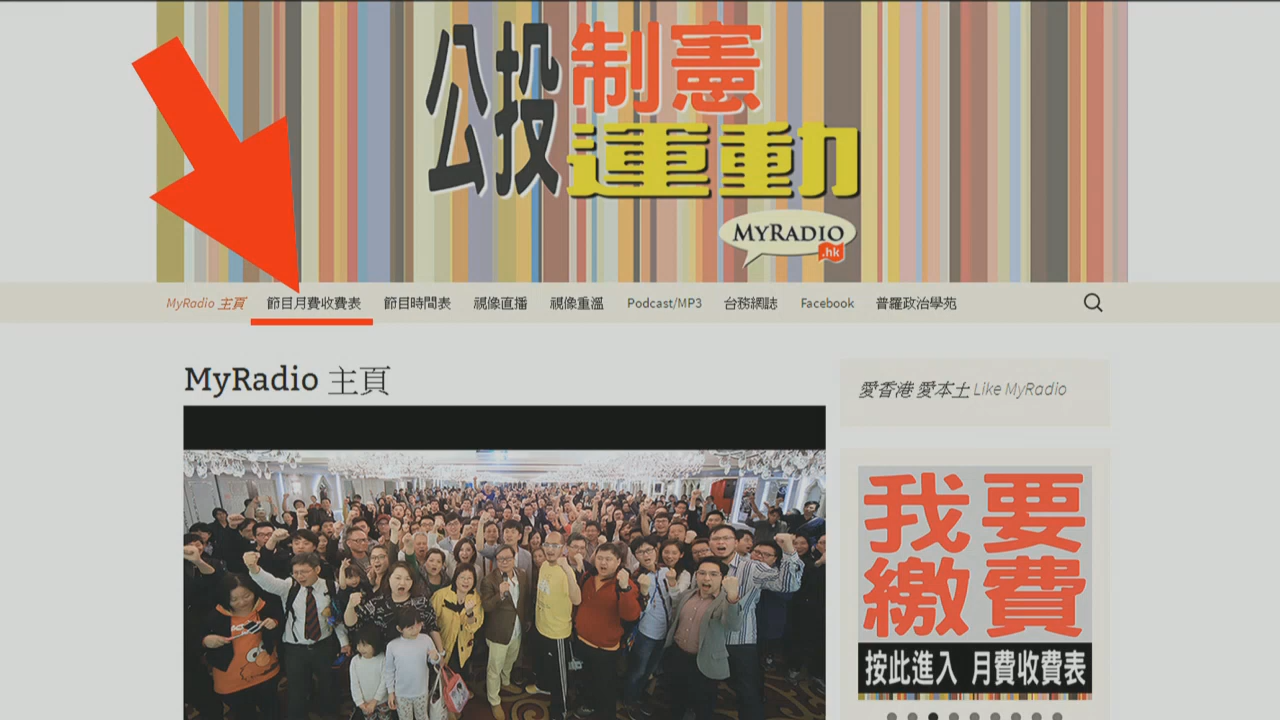 公投制憲
運動
MYRADIO
.hk
MyRadio 主頁 節目月費收費表 節目時間表 視像直播 視像重溫 Podcast/MP3 台務網誌 Facebook 普羅政治學苑
MyRadio 主頁
愛香港 愛本土 Like MyRadio
我要
繳費
按此進入 月費收費表